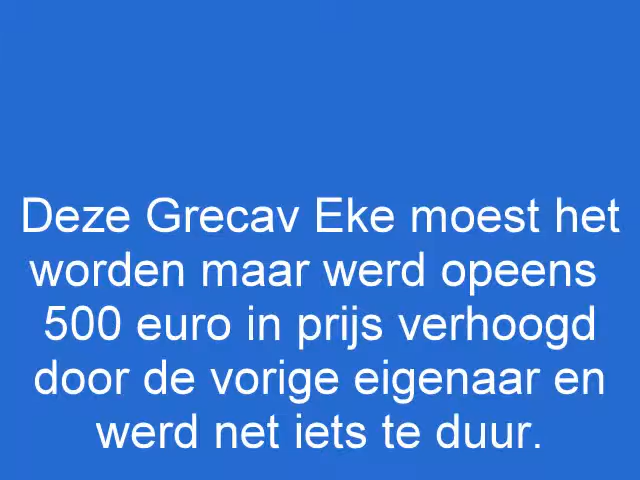 Deze Grecav Eke moest het
worden maar werd opeens
500 euro in prijs verhoogd
door de vorige eigenaar en
werd net iets te duur.